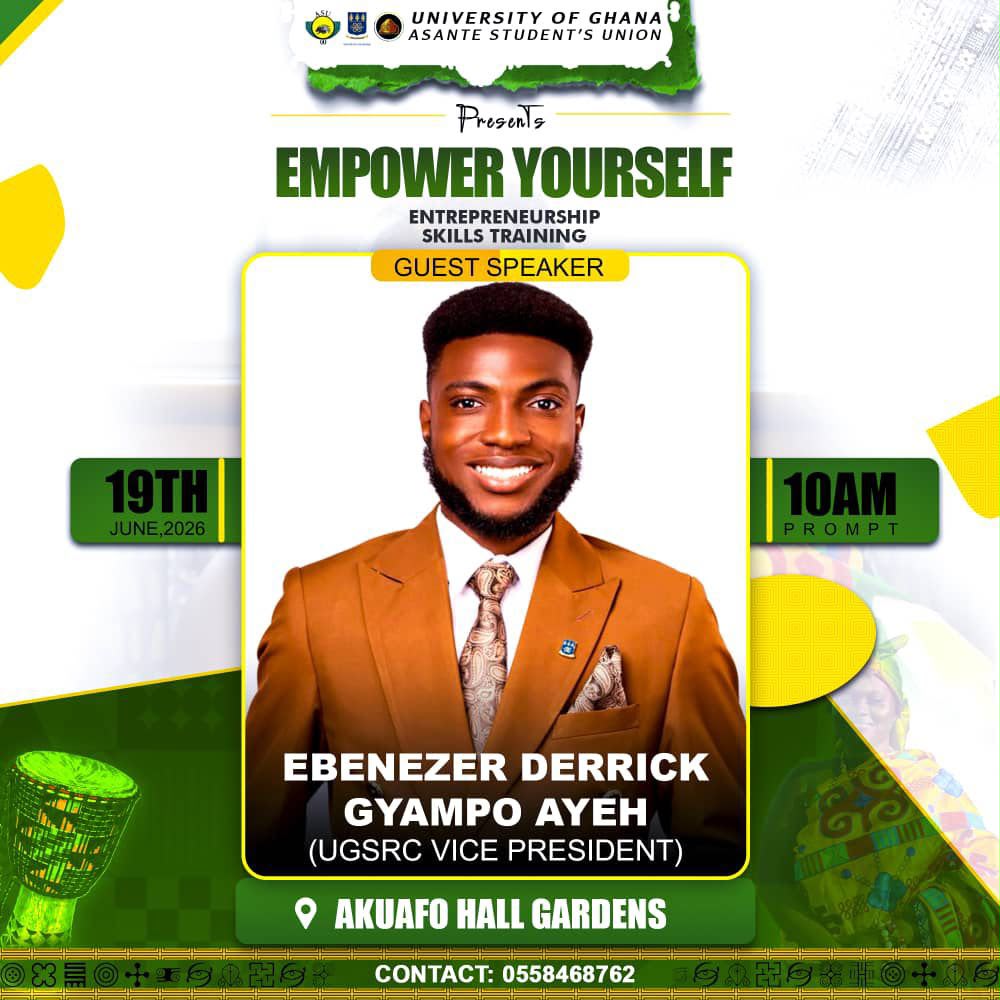 ASU
UNIVERSITY OF GHANA
ASANTE STUDENT'S UNION
Presents
EMPOWER YOURSELF
ENTREPRENEURSHIP
SKILLS TRAINING
GUEST SPEAKER
19TH
JUNE,2026
10AM
PROMPT
EBENEZER DERRICK
GYAMPO AYEH
(UGSRC VICE PRESIDENT)
AKUAFO HALL GARDENS
CONTACT: 0558468762